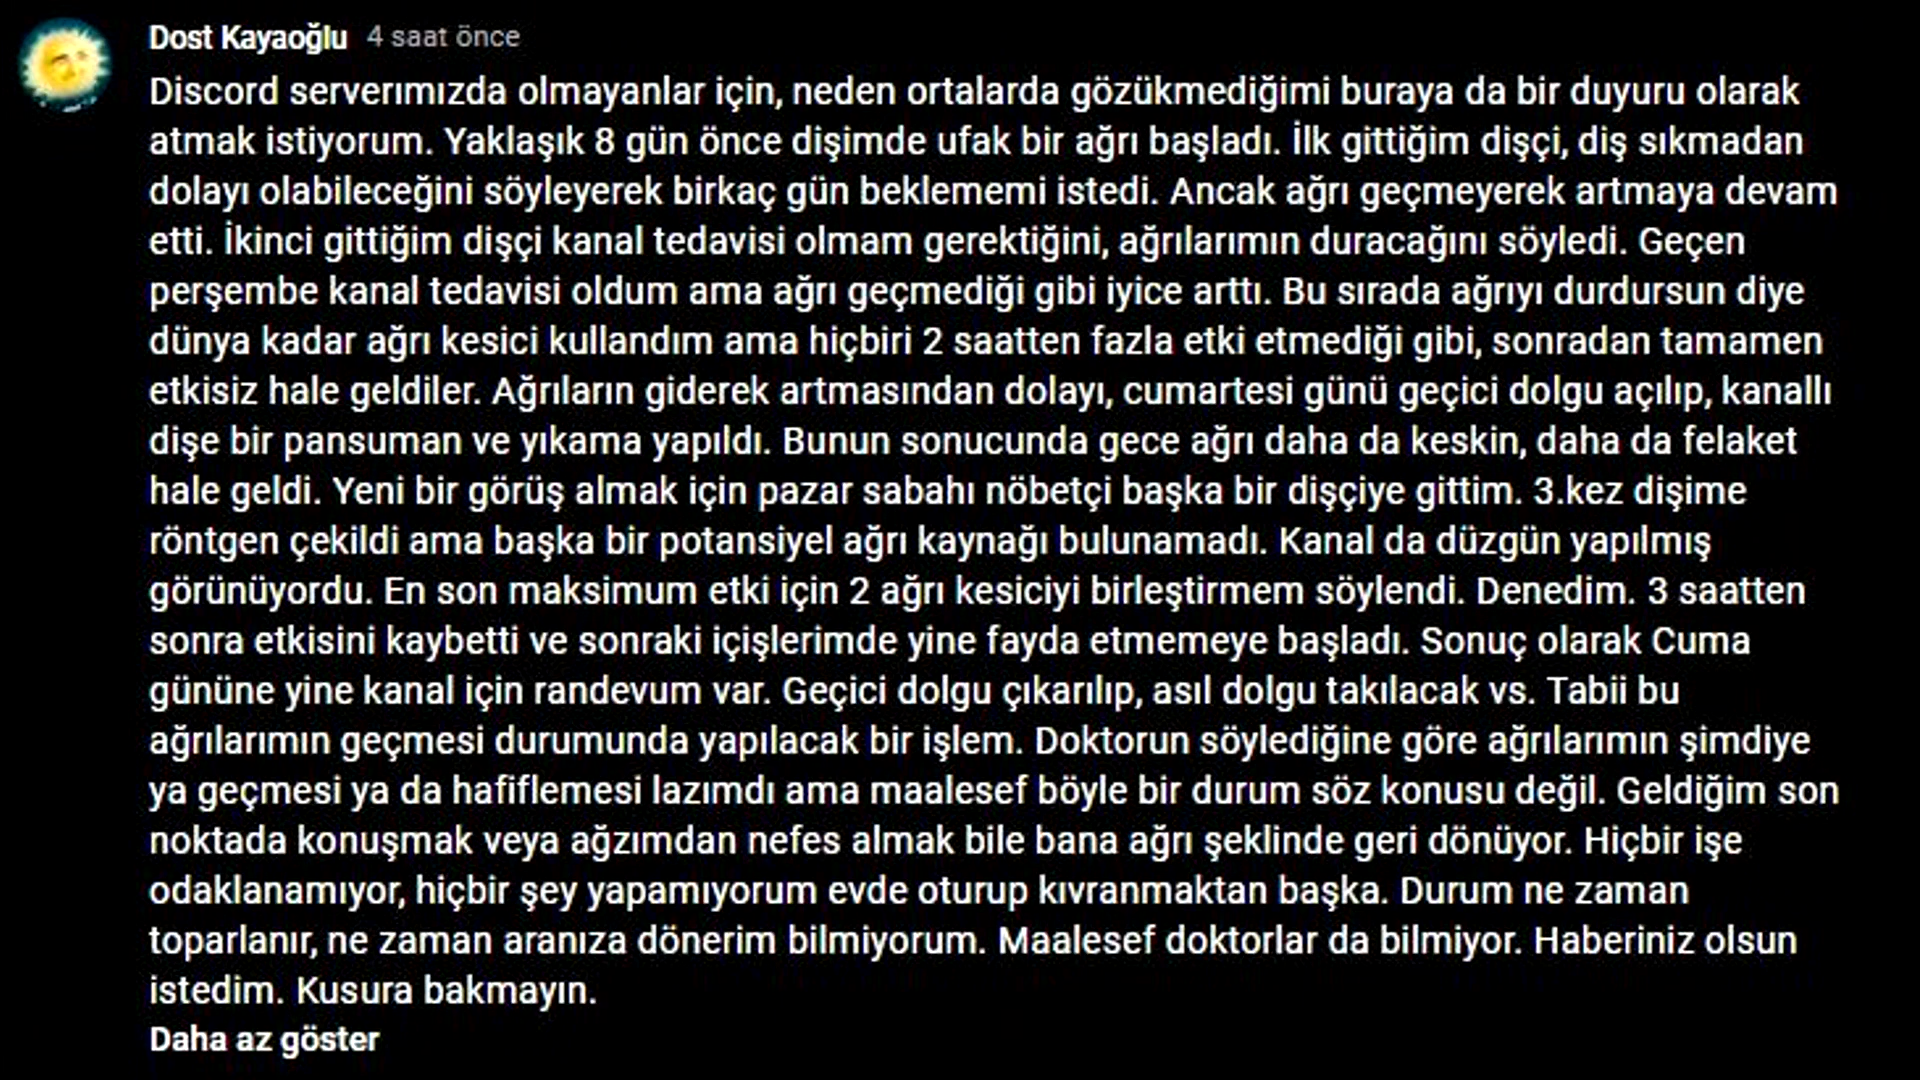 Dost Kayaoğlu 4 saat önce
Discord serverımızda olmayanlar için, neden ortalarda gözükmediğimi buraya da bir duyuru olarak
atmak istiyorum. Yaklaşık 8 gün önce dişimde ufak bir ağrı başladı. İlk gittiğim dişçi, diş sıkmadan
dolayı olabileceğini söyleyerek birkaç gün beklememi istedi. Ancak ağrı geçmeyerek artmaya devam
etti. İkinci gittiğim dişçi kanal tedavisi olmam gerektiğini, ağrılarımın duracağını söyledi. Geçen
perşembe kanal tedavisi oldum ama ağrı geçmediği gibi iyice arttı. Bu sırada ağrıyı durdursun diye
dünya kadar ağrı kesici kullandım ama hiçbiri 2 saatten fazla etki etmediği gibi, sonradan tamamen
etkisiz hale geldiler. Ağrıların giderek artmasından dolayı, cumartesi günü geçici dolgu açılıp, kanallı
dişe bir pansuman ve yıkama yapıldı. Bunun sonucunda gece ağrı daha da keskin, daha da felaket
hale geldi. Yeni bir görüş almak için pazar sabahı nöbetçi başka bir dişçiye gittim. 3.kez dişime
röntgen çekildi ama başka bir potansiyel ağrı kaynağı bulunamadı. Kanal da düzgün yapılmış
görünüyordu. En son maksimum etki için 2 ağrı kesiciyi birleştirmem söylendi. Denedim. 3 saatten
sonra etkisini kaybetti ve sonraki içişlerimde yine fayda etmemeye başladı. Sonuç olarak Cuma
gününe yine kanal için randevum var. Geçici dolgu çıkarılıp, asıl dolgu takılacak vs. Tabii bu
ağrılarımın geçmesi durumunda yapılacak bir işlem. Doktorun söylediğine göre ağrılarımın şimdiye
ya geçmesi ya da hafiflemesi lazımdı ama maalesef böyle bir durum söz konusu değil. Geldiğim son
noktada konuşmak veya ağzımdan nefes almak bile bana ağrı şeklinde geri dönüyor. Hiçbir işe
odaklanamıyor, hiçbir şey yapamıyorum evde oturup kıvranmaktan başka. Durum ne zaman
toparlanır, ne zaman aranıza dönerim bilmiyorum. Maalesef doktorlar da bilmiyor. Haberiniz olsun
istedim. Kusura bakmayın.
Daha az göster